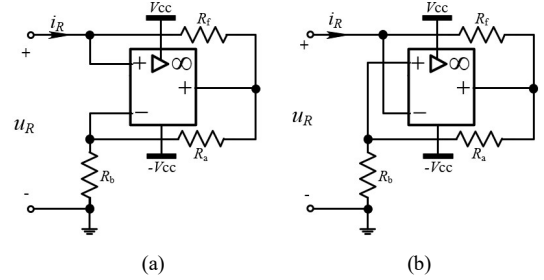 Vcc Vcc
i_R R_f i_R R_f
+ + ∞ + + ∞
+ +
u_R − u_R −
R_a R_a
R_b R_b
- -Vcc - -Vcc
(a) (b)